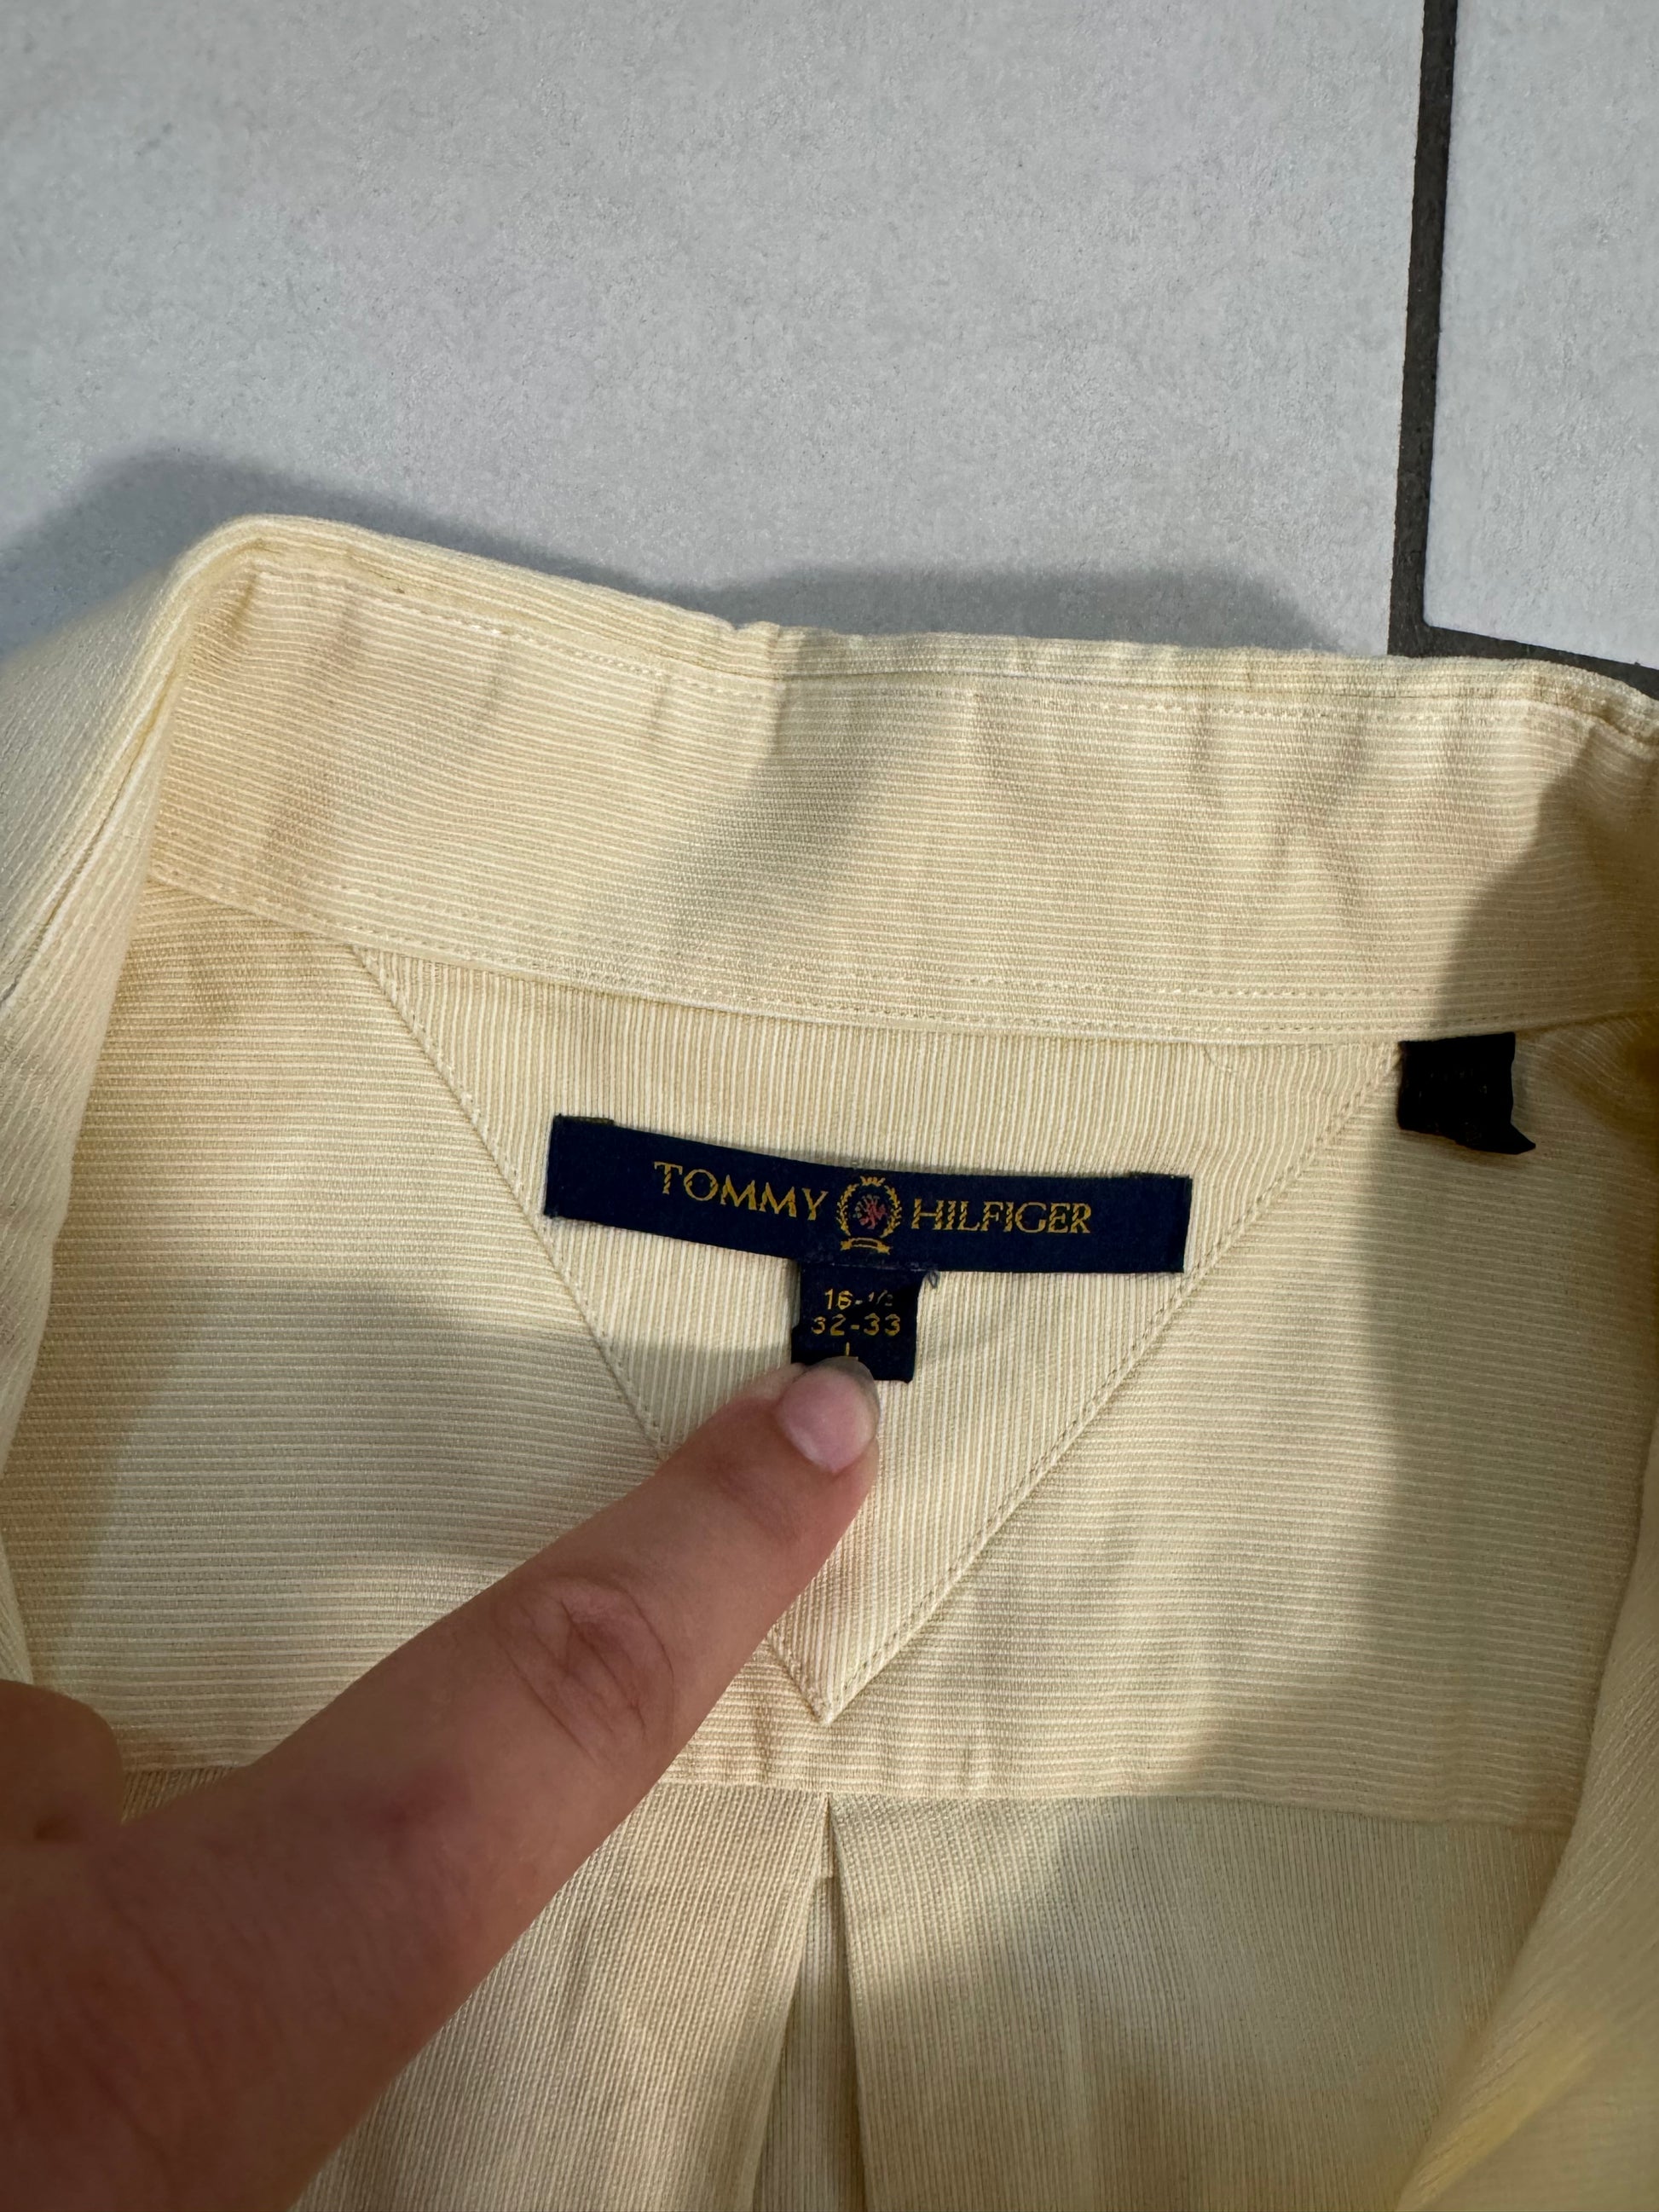 TOMMY HILFIGER
16-1/2
32-33
L